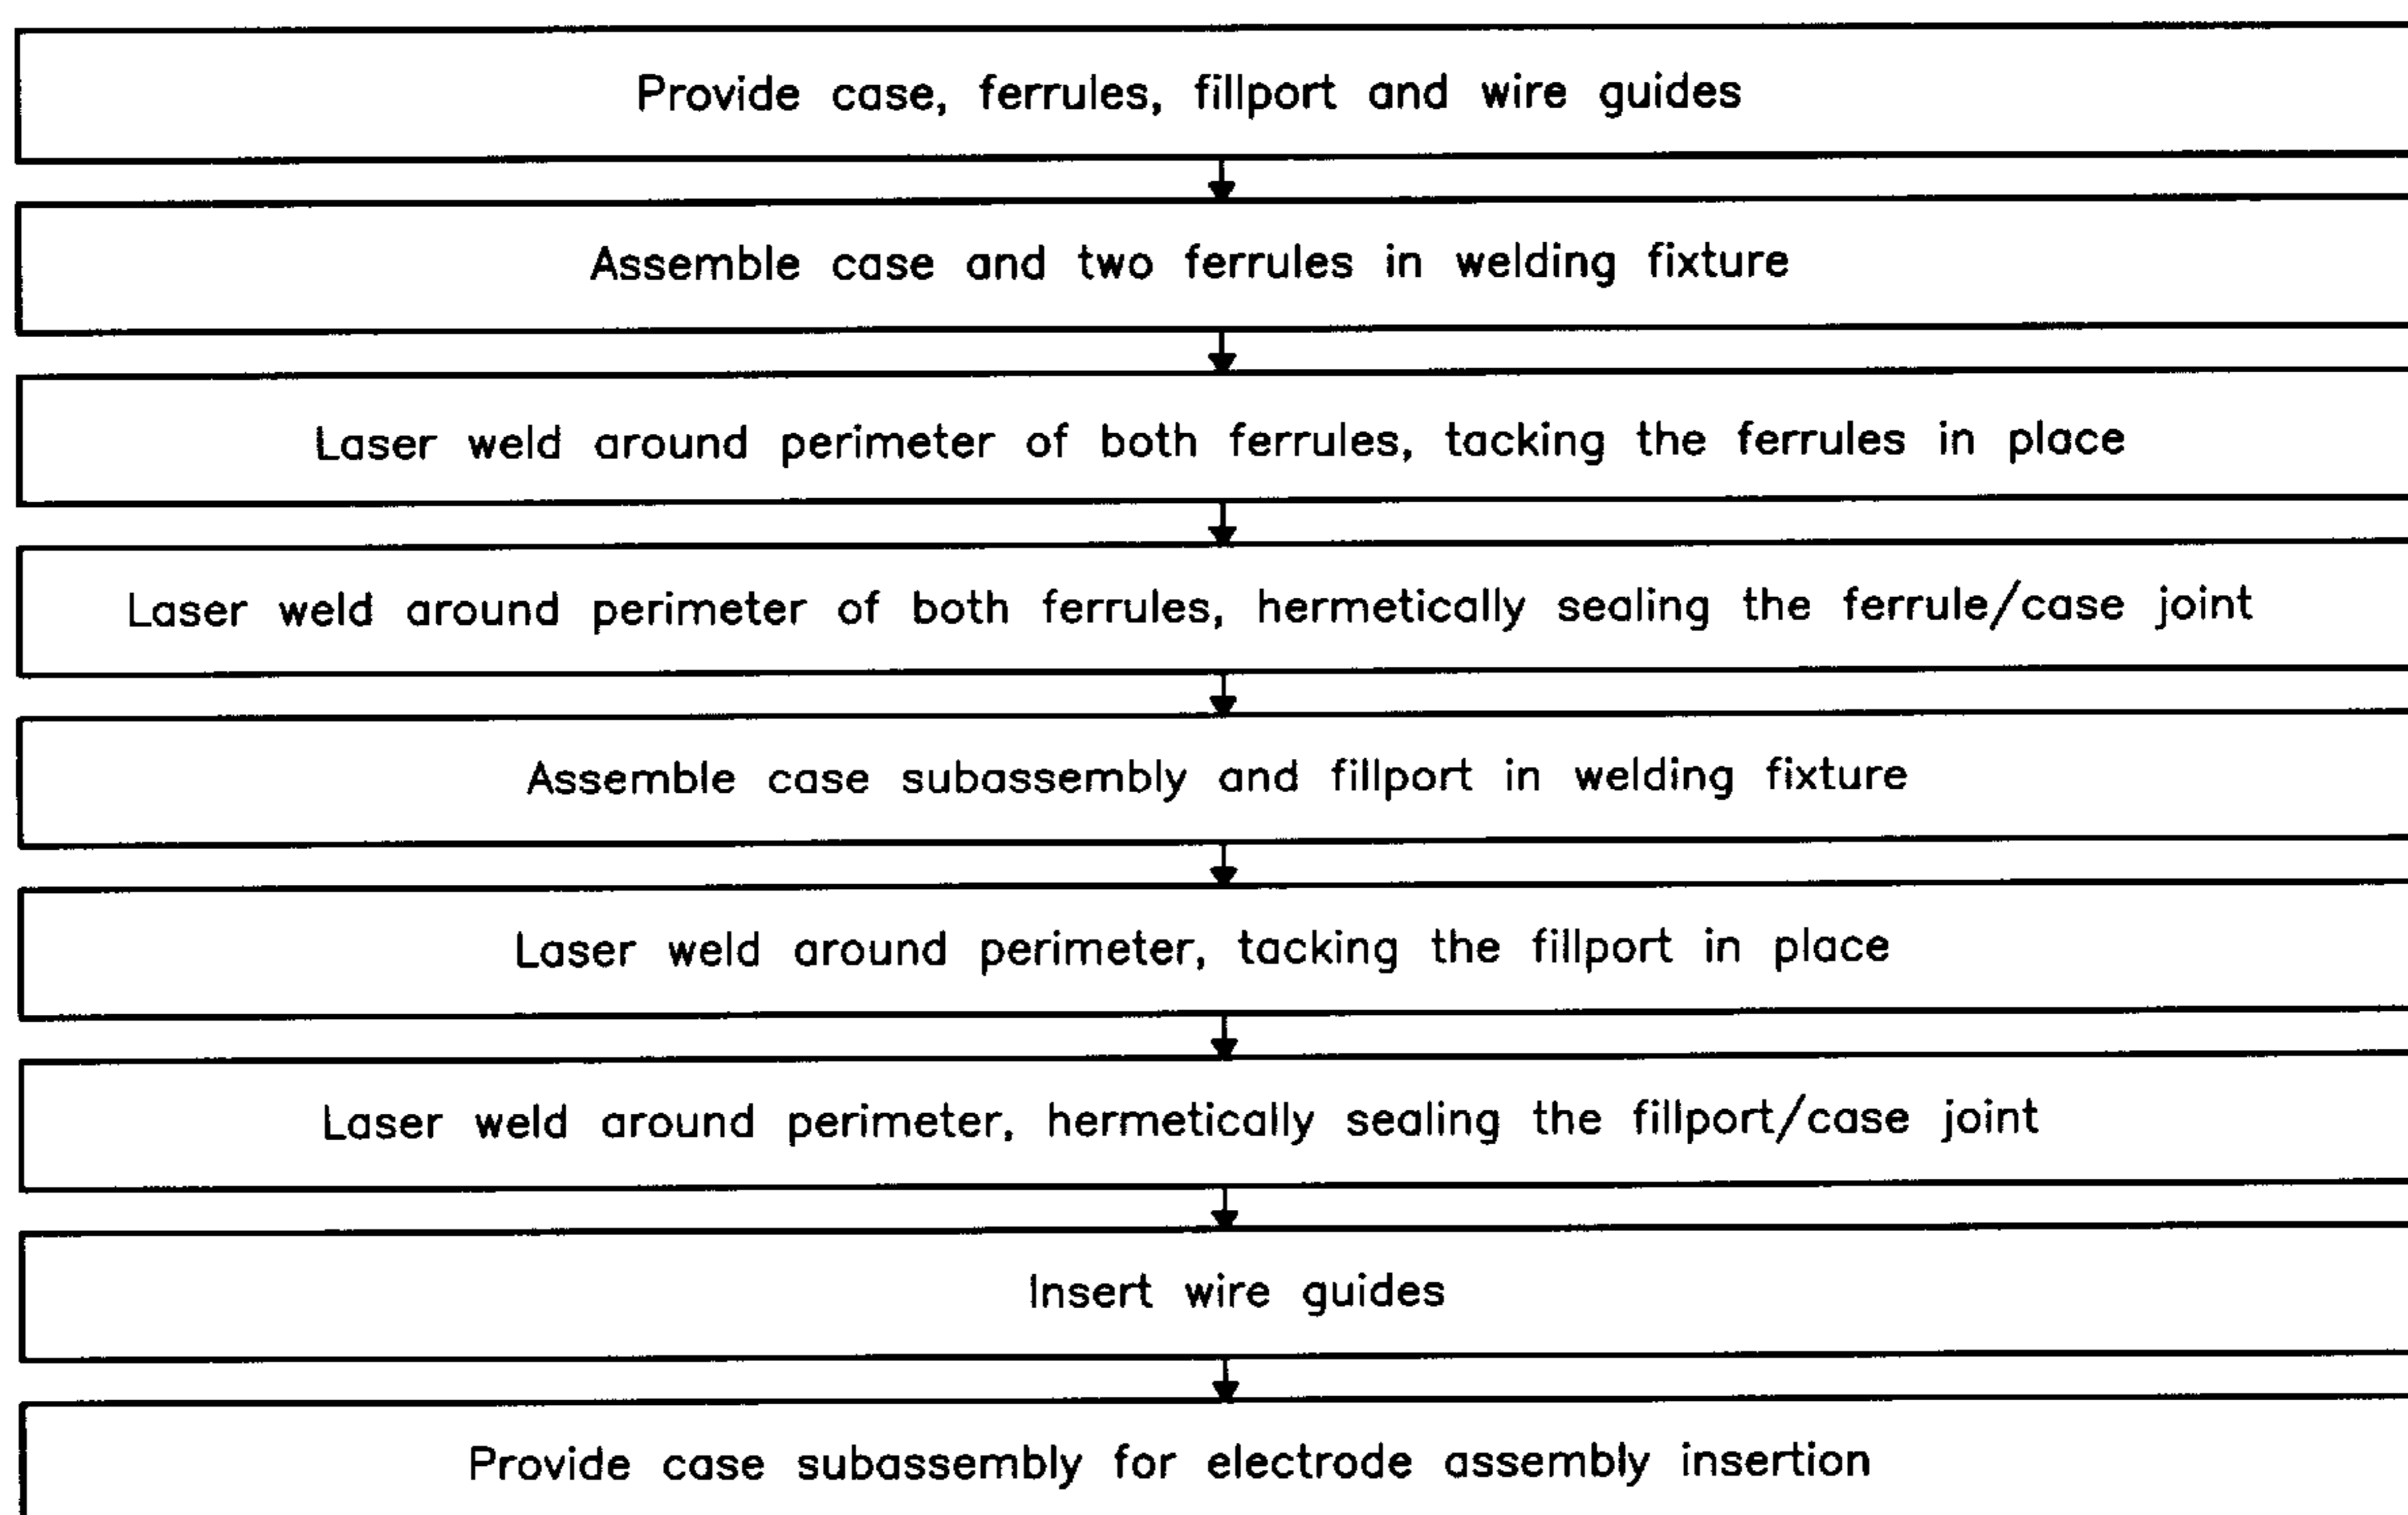 Provide case, ferrules, fillport and wire guides
Assemble case and two ferrules in welding fixture
Laser weld around perimeter of both ferrules, tacking the ferrules in place
Laser weld around perimeter of both ferrules, hermetically sealing the ferrule/case joint
Assemble case subassembly and fillport in welding fixture
Laser weld around perimeter, tacking the fillport in place
Laser weld around perimeter, hermetically sealing the fillport/case joint
Insert wire guides
Provide case subassembly for electrode assembly insertion